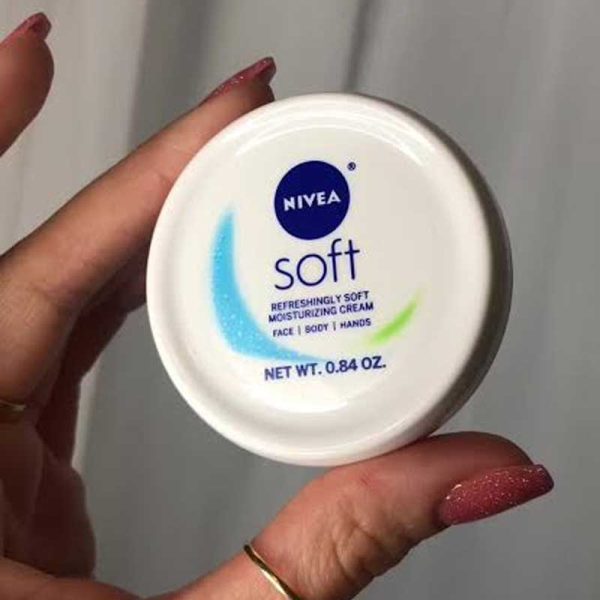 NIVEA®
soft
REFRESHINGLY SOFT
MOISTURIZING CREAM
FACE | BODY | HANDS
NET WT. 0.84 OZ.